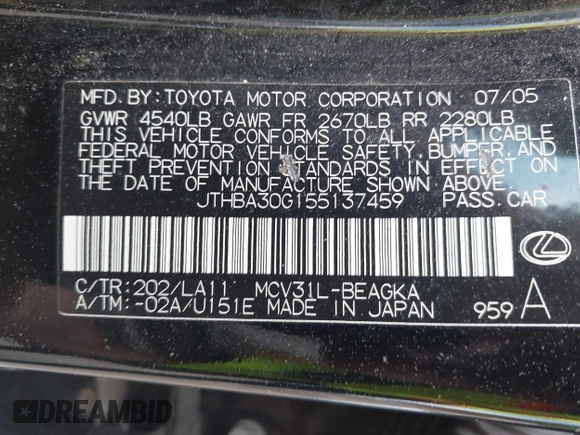 MFD.BY: TOYOTA MOTOR CORPORATION 07/05
GVWR 4540LB GAWR FR 2670LB RR 2280LB
THIS VEHICLE CONFORMS TO ALL APPLICABLE
FEDERAL MOTOR VEHICLE SAFETY, BUMPER, AND
THEFT PREVENTION STANDARDS IN EFFECT ON
THE DATE OF MANUFACTURE SHOWN ABOVE.
JTHBA30G155137459 PASS.CAR
C/TR: 202/LA11 MCV31L-BEAGKA
A/TM: -02A/U151E MADE IN JAPAN 959 A
DREAMBID